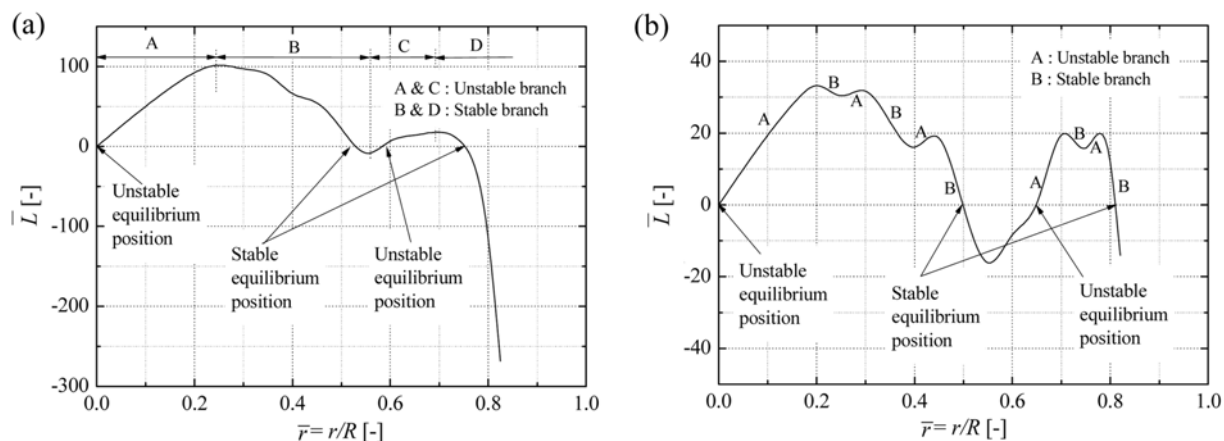 (a)
A B C D
100
0
-100
-200
-300
L̅ [-]
A & C : Unstable branch
B & D : Stable branch
Unstable
equilibrium
position
Stable
equilibrium
position
Unstable
equilibrium
position
0.0 0.2 0.4 0.6 0.8 1.0
r̅ = r/R [-]
(b)
40
20
0
-20
-40
L̅ [-]
A : Unstable branch
B : Stable branch
A B A B A B A B A B
Unstable
equilibrium
position
Stable
equilibrium
position
Unstable
equilibrium
position
0.0 0.2 0.4 0.6 0.8 1.0
r̅ = r/R [-]